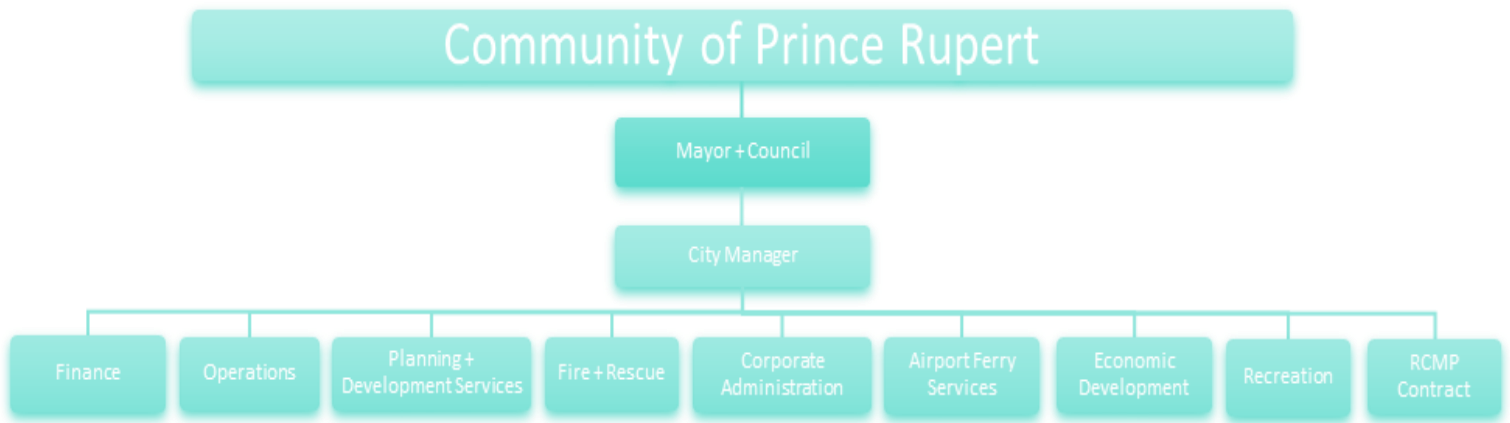 Community of Prince Rupert
Mayor + Council
City Manager
Finance
Operations
Planning +
Development Services
Fire + Rescue
Corporate
Administration
Airport Ferry
Services
Economic
Development
Recreation
RCMP
Contract